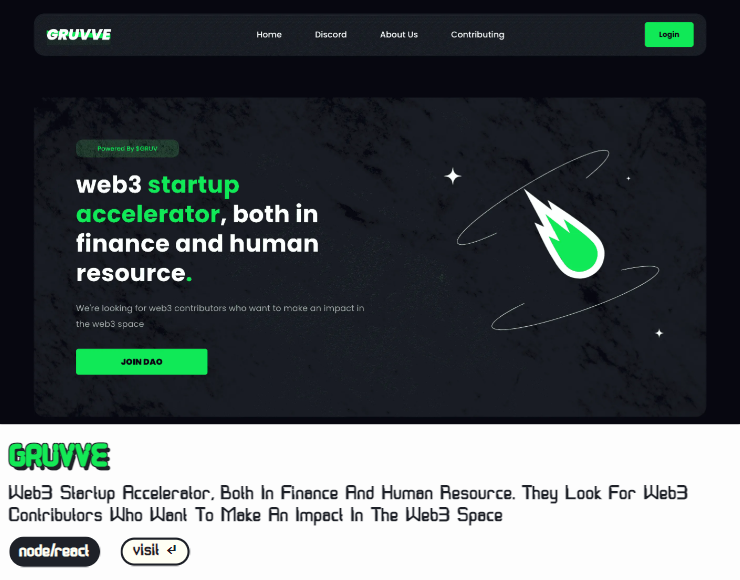 GRUVVE
Home
Discord
About Us
Contributing
Login
Powered By $GRUV
web3 startup
accelerator, both in
finance and human
resource.
We're looking for web3 contributors who want to make an impact in
the web3 space
JOIN DAO
GRUVVE
Web3 Startup Accelerator, Both In Finance And Human Resource. They Look For Web3
Contributors Who Want To Make An Impact In The Web3 Space
node/react
visit ↵